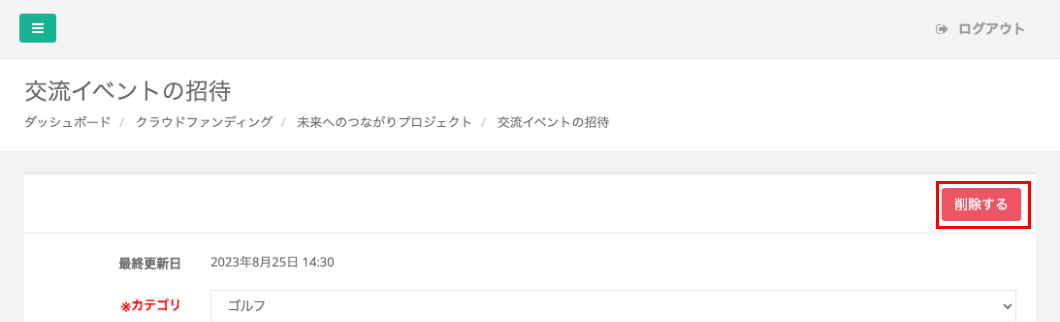 ログアウト
交流イベントの招待
ダッシュボード / クラウドファンディング / 未来へのつながりプロジェクト / 交流イベントの招待
削除する
最終更新日 2023年8月25日 14:30
※カテゴリ ゴルフ